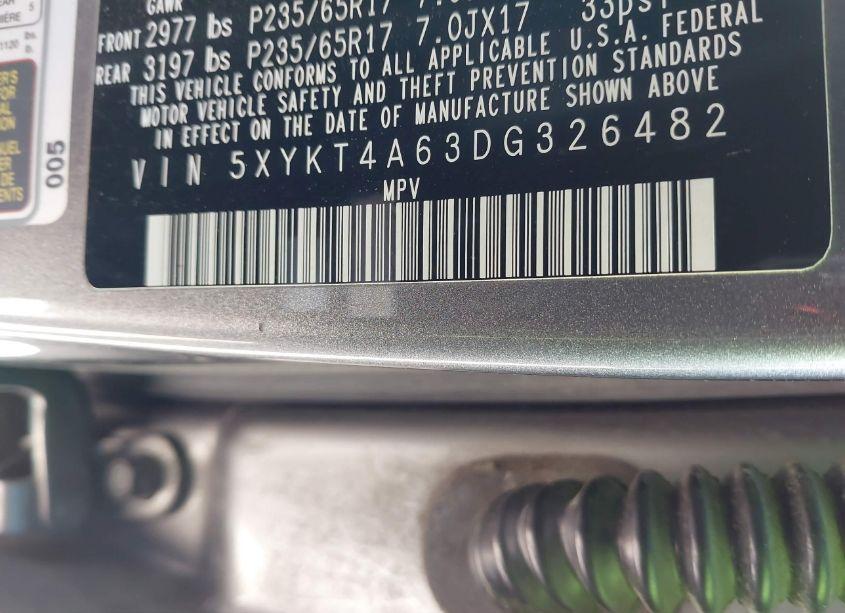 GAWR
FRONT 2977 lbs P235/65R17 33psi
REAR 3197 lbs P235/65R17 7.0JX17
THIS VEHICLE CONFORMS TO ALL APPLICABLE U.S.A. FEDERAL
MOTOR VEHICLE SAFETY AND THEFT PREVENTION STANDARDS
IN EFFECT ON THE DATE OF MANUFACTURE SHOWN ABOVE
VIN 5XYKT4A63DG326482
MPV
005